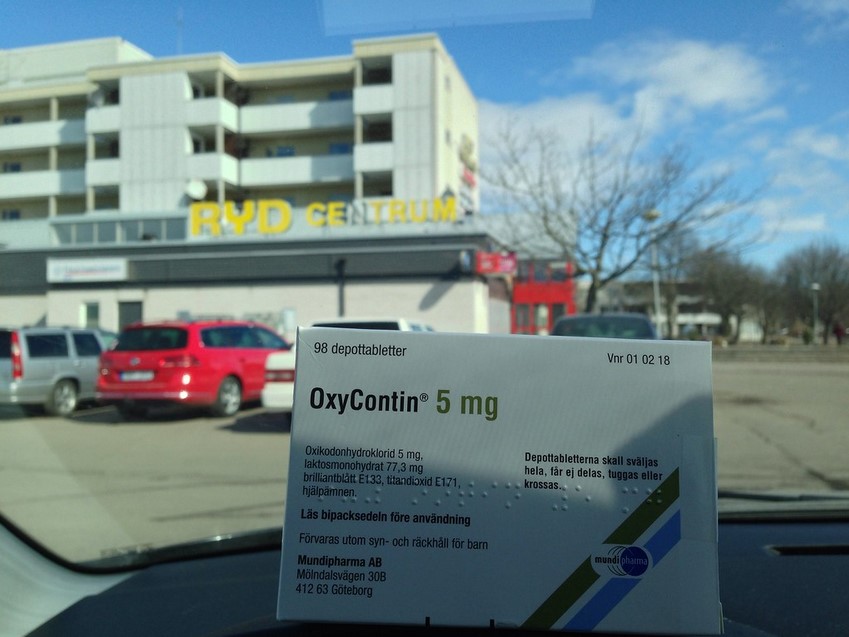 RYD CENTRUM
98 depottabletter
Vnr 01 02 18
OxyContin® 5 mg
Oxikodonhydroklorid 5 mg,
laktosmonohydrat 77,3 mg
brilliantblått E133, titandioxid E171,
hjälpämnen.
Depottabletterna skall sväljas
hela, får ej delas, tuggas eller
krossas.
Läs bipacksedeln före användning
Förvaras utom syn- och räckhåll för barn
Mundipharma AB
Mölndalsvägen 30B
412 63 Göteborg
mundipharma